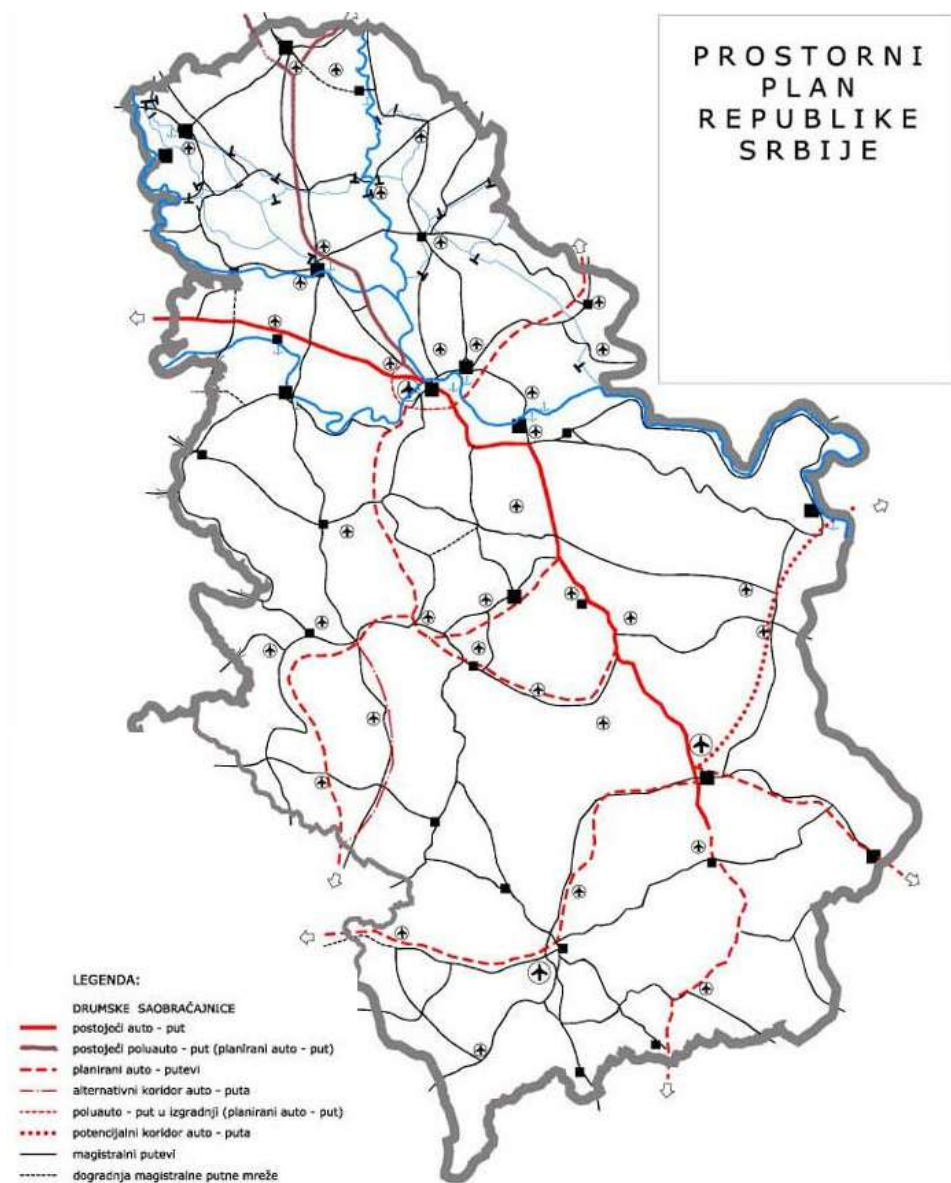 PROSTORNI
PLAN
REPUBLIKE
SRBIJE
LEGENDA:
DRUMSKE SAOBRAĆAJNICE
postojeći auto - put
postojeći poluauto - put (planirani auto - put)
planirani auto - putevi
alternativni koridor auto - puta
poluauto - put u izgradnji (planirani auto - put)
potencijalni koridor auto - puta
magistralni putevi
dogradnja magistralne putne mreže